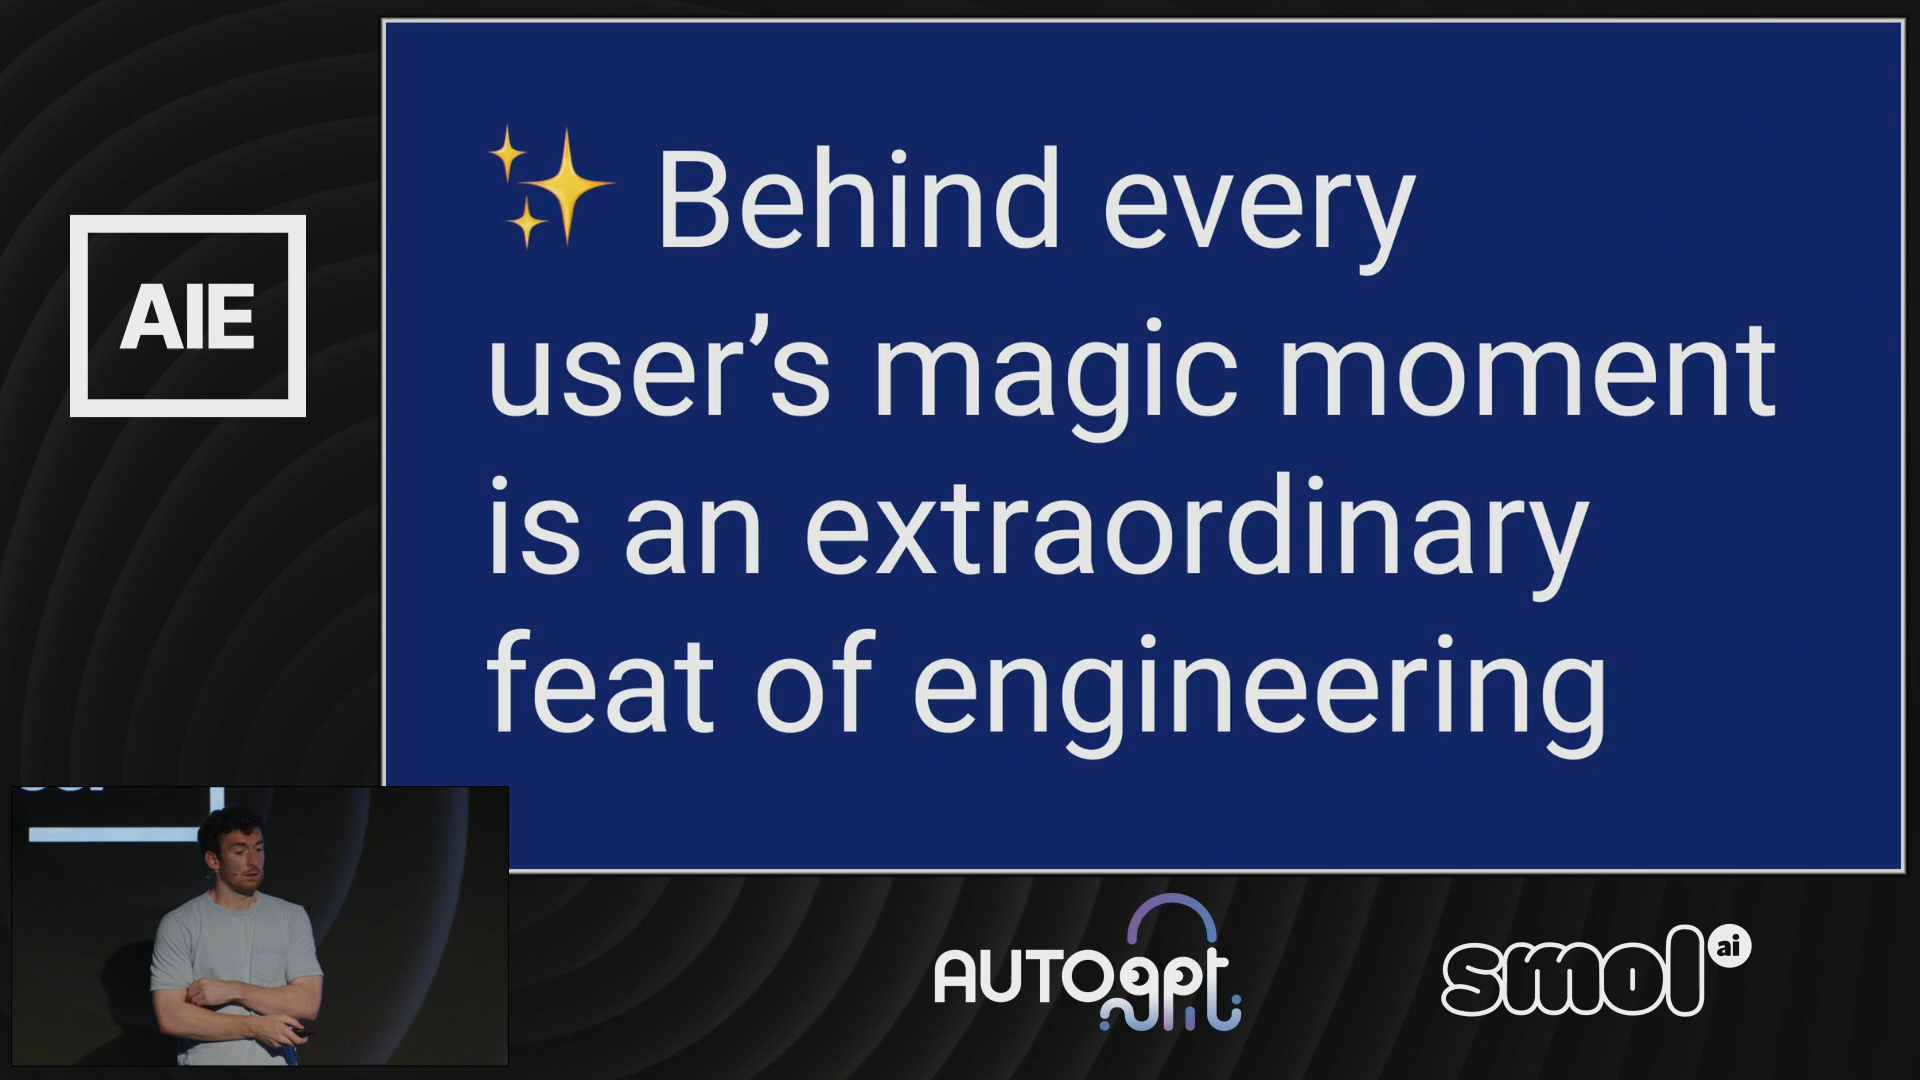 ✨ Behind every
user’s magic moment
is an extraordinary
feat of engineering
AIE
AUTOgpt
smol ai